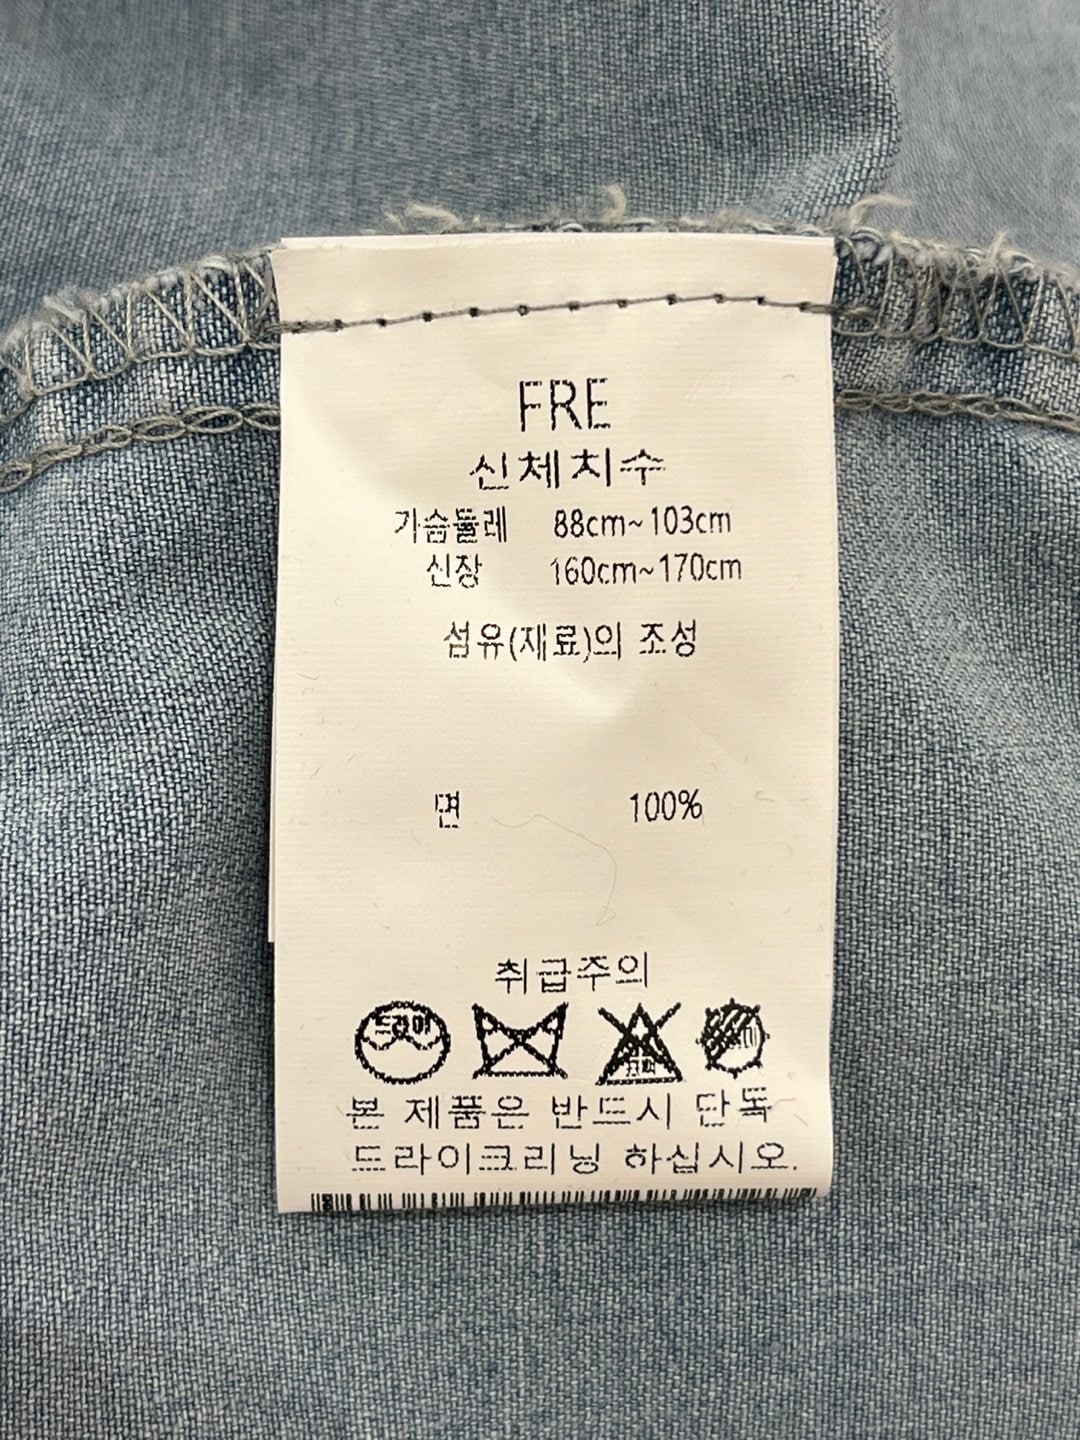 FRE
신체치수
가슴둘레 88cm~103cm
신장 160cm~170cm
섬유(재료)의 조성
면 100%
취급주의
드라이
본 제품은 반드시 단독
드라이크리닝 하십시오.